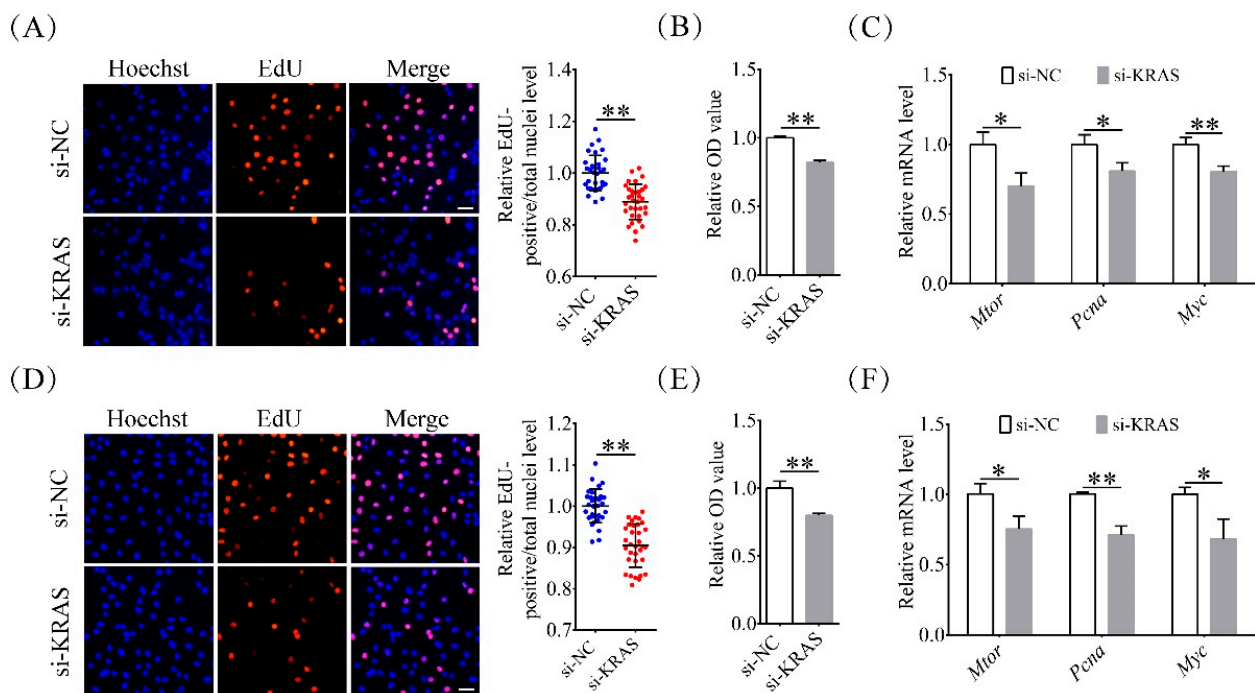 (A)
Hoechst EdU Merge
si-NC
si-KRAS
Relative EdU-
positive/total nuclei level
1.4
1.2
1.0
0.8
0.6
**
si-NC
si-KRAS
(B)
Relative OD value
1.5
1.0
0.5
0.0
**
si-NC
si-KRAS
(C)
si-NC si-KRAS
Relative mRNA level
1.5
1.0
0.5
0.0
* * **
Mtor Pcna Myc
(D)
Hoechst EdU Merge
si-NC
si-KRAS
Relative EdU-
positive/total nuclei level
1.2
1.1
1.0
0.9
0.8
0.7
**
si-NC
si-KRAS
(E)
Relative OD value
1.5
1.0
0.5
0.0
**
si-NC
si-KRAS
(F)
si-NC si-KRAS
Relative mRNA level
1.5
1.0
0.5
0.0
* ** *
Mtor Pcna Myc